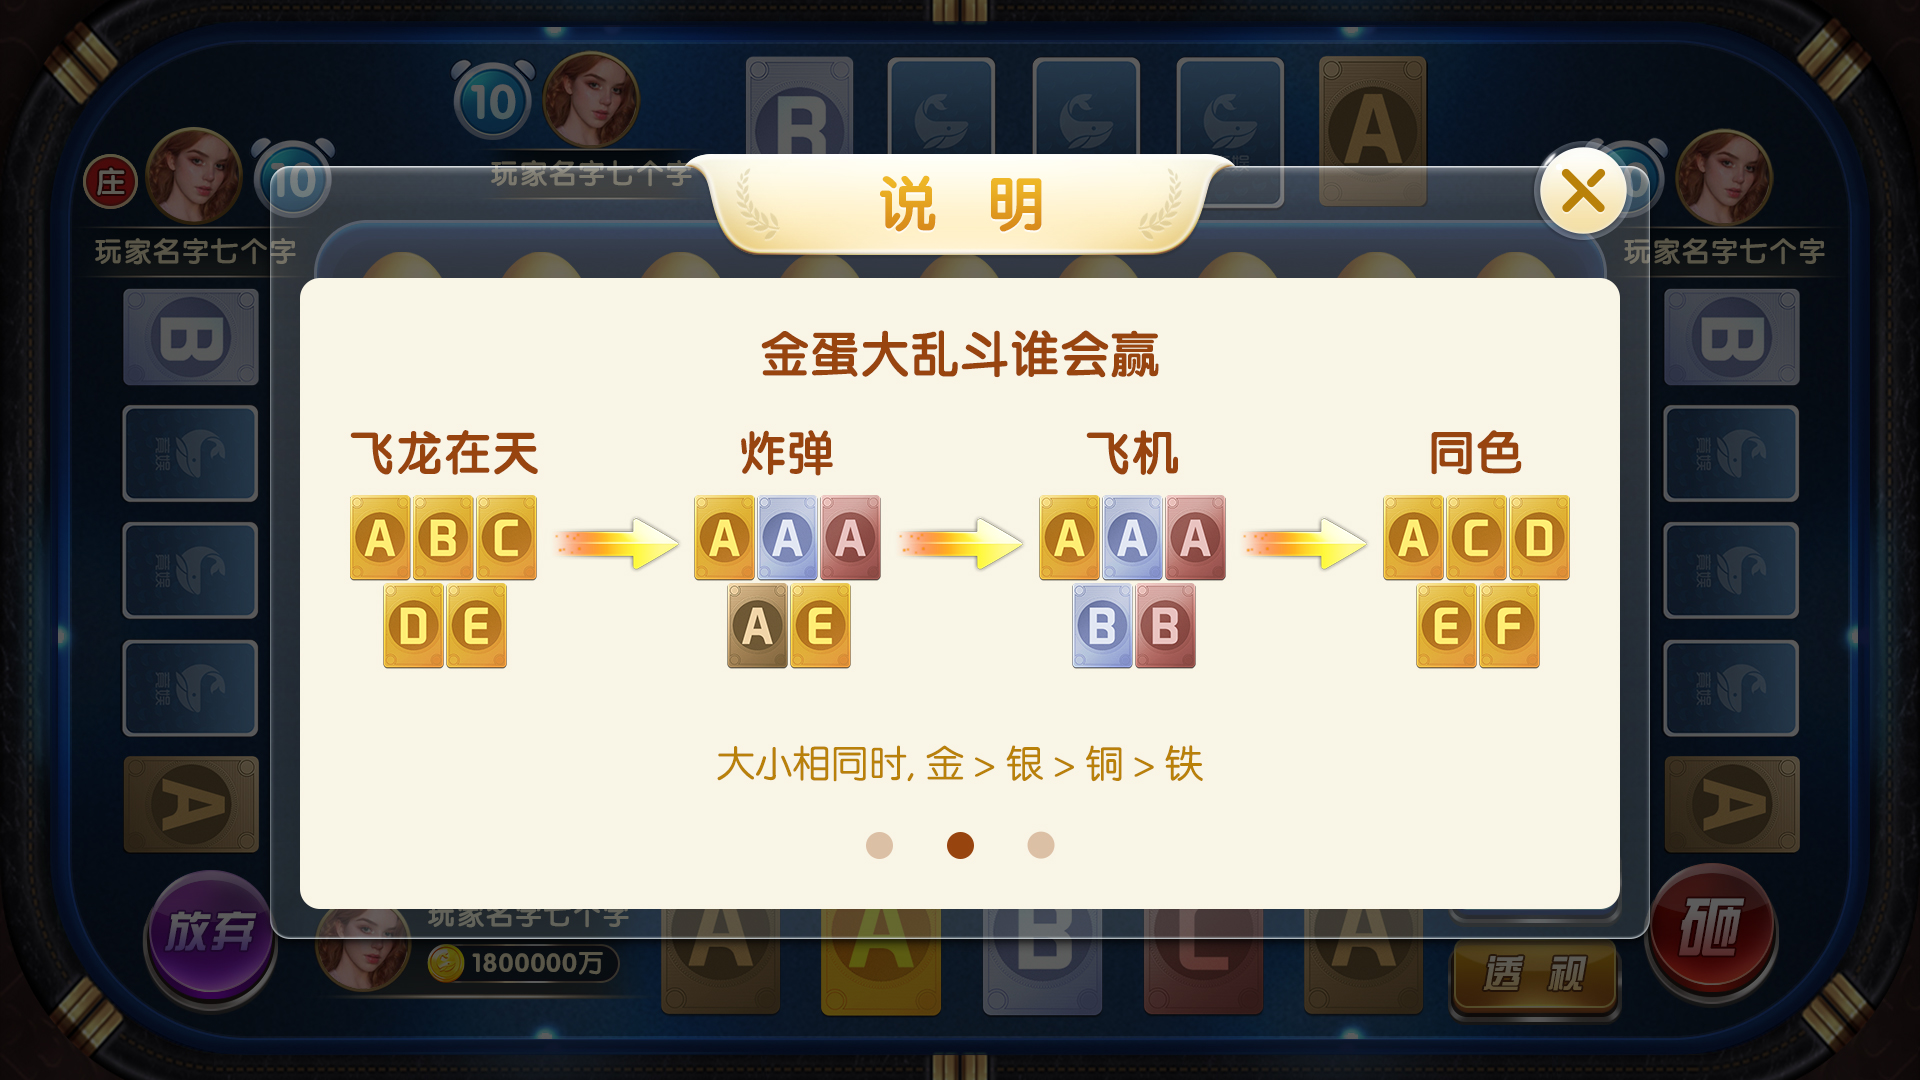 10
B
A
玩家名字七个字
庄
10
玩家名字七个字
0
玩家名字七个字
说 明
金蛋大乱斗谁会赢
飞龙在天
炸弹
飞机
同色
A B C
D E
A A A
A E
A A A
B B
A C D
E F
大小相同时, 金 > 银 > 铜 > 铁
B
A
B
A
放弃
玩家名字七个字
1800000万
A A B C A
透 视
砸